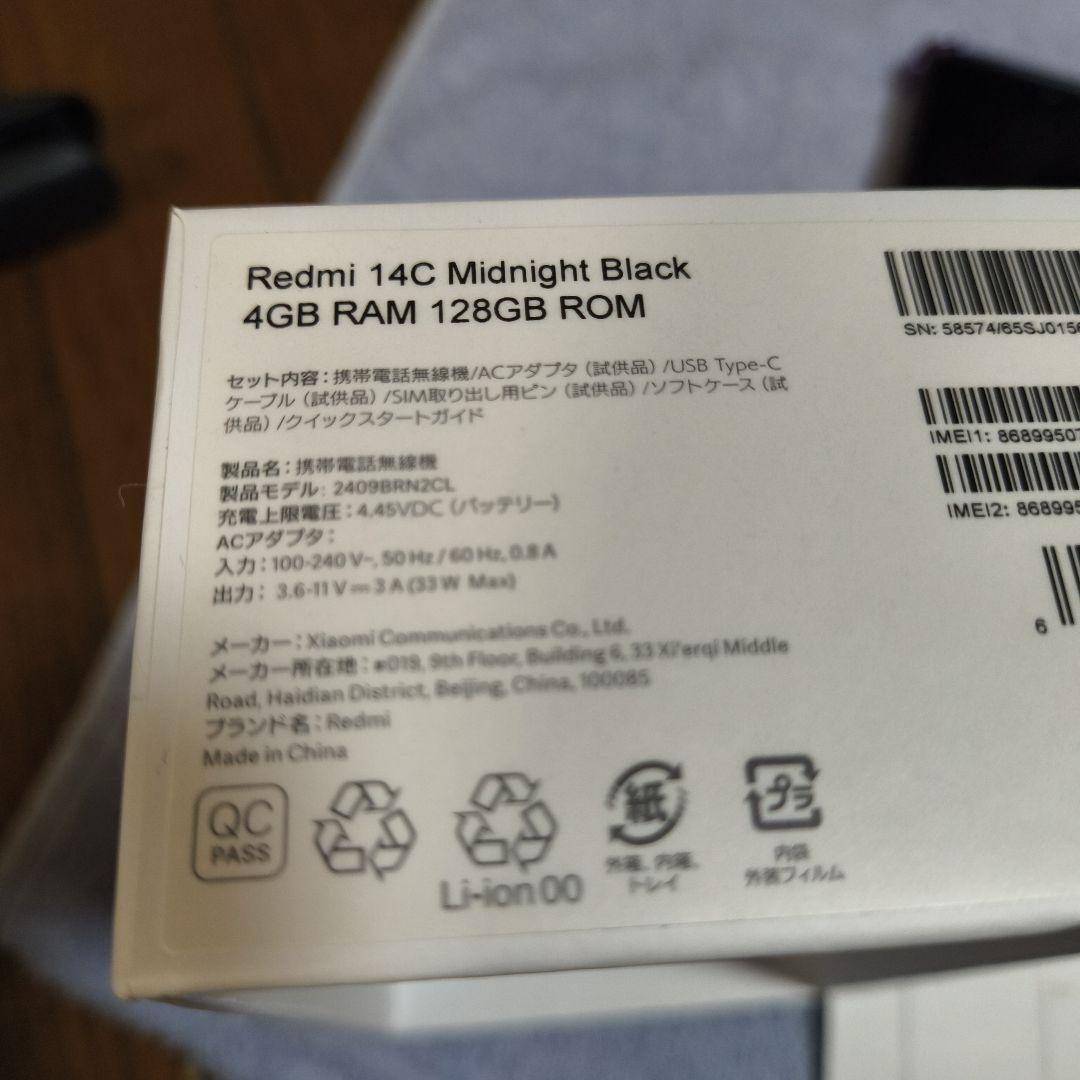 Redmi 14C Midnight Black
4GB RAM 128GB ROM
セット内容：携帯電話無線機/ACアダプタ（試供品）/USB Type-C
ケーブル（試供品）/SIM取り出し用ピン（試供品）/ソフトケース（試
供品）/クイックスタートガイド
製品名：携帯電話無線機
製品モデル：2409BRN2CL
充電上限電圧：4.45VDC（バッテリー）
ACアダプタ：
入力：100-240 V~, 50 Hz / 60 Hz, 0.8 A
出力： 3.6-11 V⎓3 A (33 W Max)
メーカー：Xiaomi Communications Co., Ltd.
メーカー所在地：#019, 9th Floor, Building 6, 33 Xi'erqi Middle
Road, Haidian District, Beijing, China, 100085
ブランド名：Redmi
Made in China
QC
PASS
Li-ion 00
紙
外箱、内箱、
トレイ
プラ
内袋
外装フィルム
SN: 58574/65SJ0156
IMEI1: 86899507
IMEI2: 868995
6